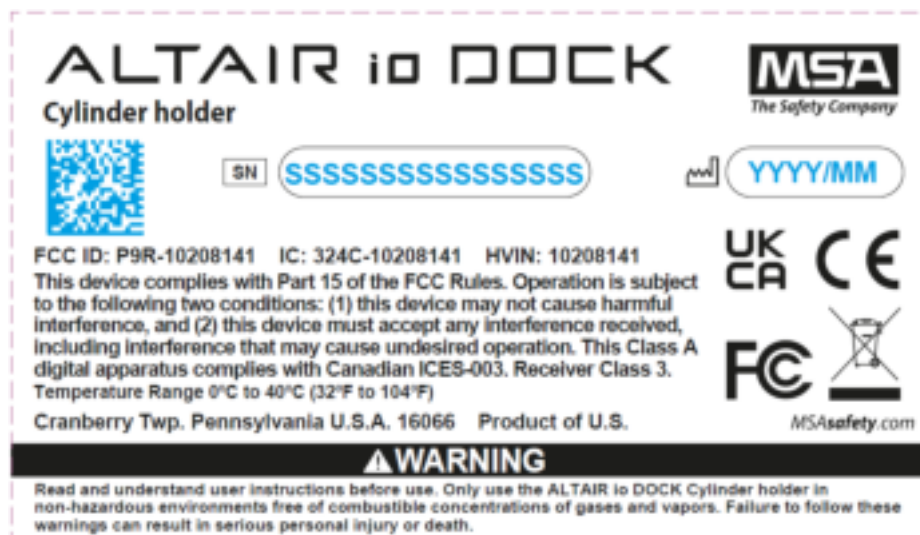 ALTAIR io DOCK
MSA
The Safety Company
Cylinder holder
SN
SSSSSSSSSSSSSSSS
YYYY/MM
FCC ID: P9R-10208141 IC: 324C-10208141 HVIN: 10208141
UK
CA
CE
This device complies with Part 15 of the FCC Rules. Operation is subject
to the following two conditions: (1) this device may not cause harmful
interference, and (2) this device must accept any interference received,
including interference that may cause undesired operation. This Class A
digital apparatus complies with Canadian ICES-003. Receiver Class 3.
FC
Temperature Range 0°C to 40°C (32°F to 104°F)
Cranberry Twp. Pennsylvania U.S.A. 16066 Product of U.S.
MSAsafety.com
WARNING
Read and understand user instructions before use. Only use the ALTAIR io DOCK Cylinder holder in
non-hazardous environments free of combustible concentrations of gases and vapors. Failure to follow these
warnings can result in serious personal injury or death.